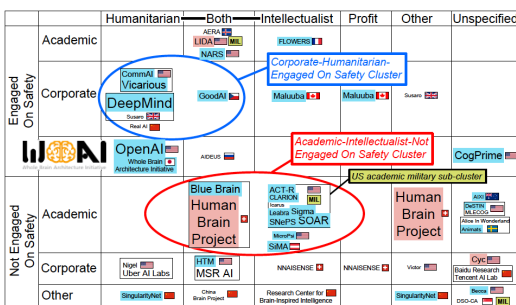 Humanitarian Both Intellectualist Profit Other Unspecified
Engaged
On Safety
Academic
AERA
LIDA MIL
NARS
FLOWERS
Corporate-Humanitarian-
Engaged On Safety Cluster
Corporate
CommAI
Vicarious
DeepMind
Susaro
Real AI
GoodAI
Maluuba
Maluuba
Susaro
WBAI
Whole Brain Architecture Initiative
OpenAI
Whole Brain
Architecture Initiative
AIDEUS
Academic-Intellectualist-Not
Engaged On Safety Cluster
CogPrime
US academic military sub-cluster
Not Engaged
On Safety
Academic
Blue Brain
Human
Brain
Project
ACT-R
CLARION MIL
Icarus
Leabra Sigma
SNePS SOAR
MicroPsi
SiMA
Human
Brain
Project
AIXI
DeSTIN
MLECOG
Alice In Wonderland
Animats
Corporate
Nigel
Uber AI Labs
HTM
MSR AI
NNAISENSE
NNAISENSE
Victor
Cyc
Baidu Research
Tencent AI Lab
Other
SingularityNet
China
Brain Project
Research Center for
Brain-Inspired Intelligence
SingularityNet
Becca
DSO-CA MIL